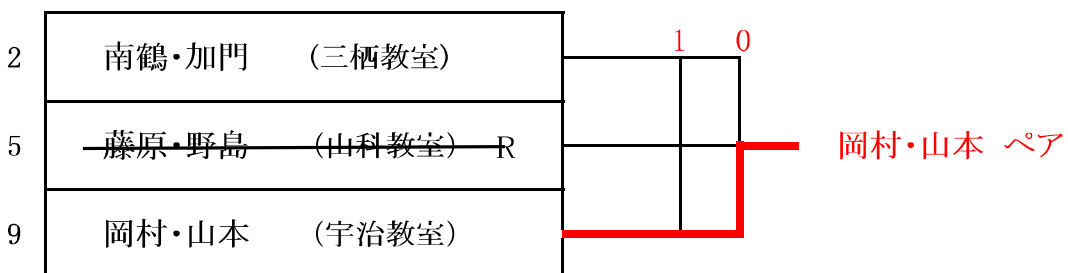 1 0
2 南鶴・加門 (三栖教室)
5 藤原・野島 (山科教室) R
岡村・山本 ペア
9 岡村・山本 (宇治教室)